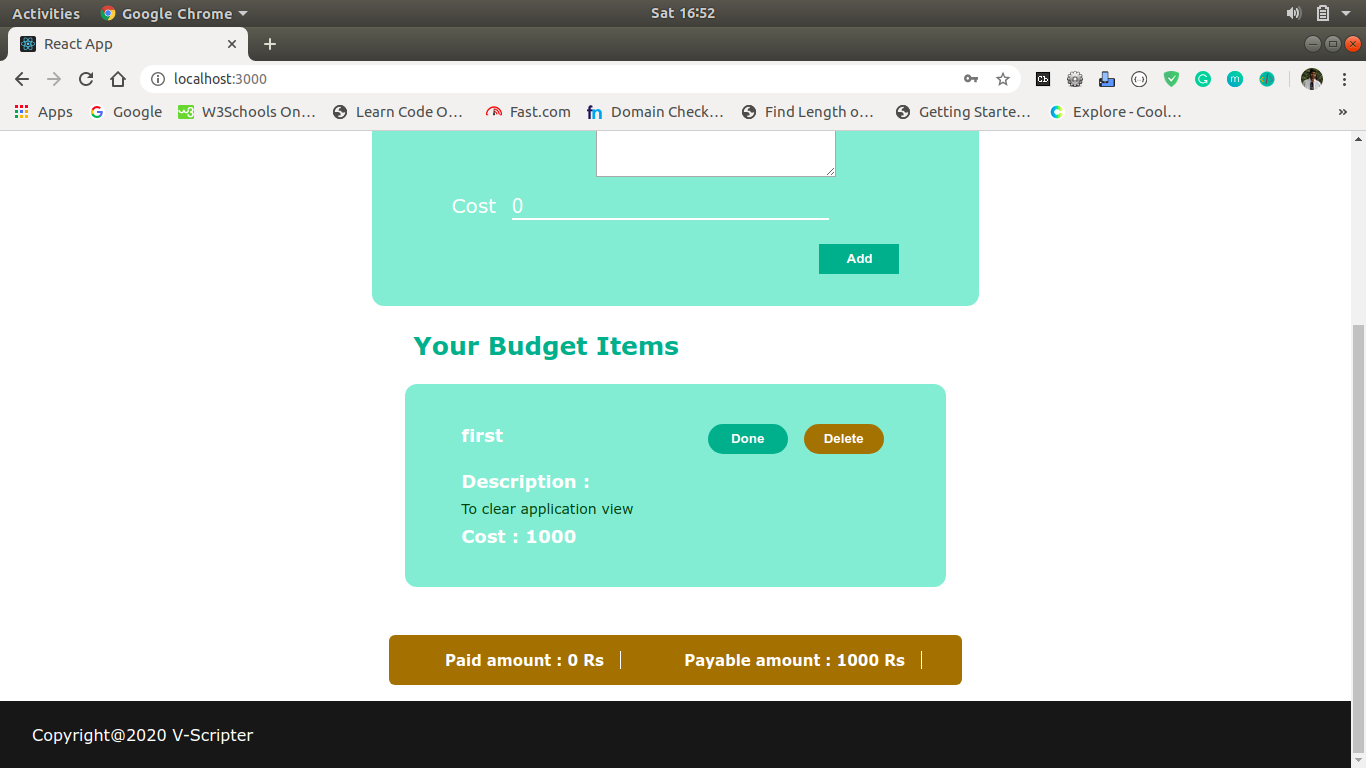 Activities Google Chrome Sat 16:52
React App
localhost:3000
Apps Google W3Schools On… Learn Code O… Fast.com Domain Check… Find Length o… Getting Starte… Explore - Cool… »
Cost 0
Add
Your Budget Items
first Done Delete
Description :
To clear application view
Cost : 1000
Paid amount : 0 Rs Payable amount : 1000 Rs
Copyright@2020 V-Scripter